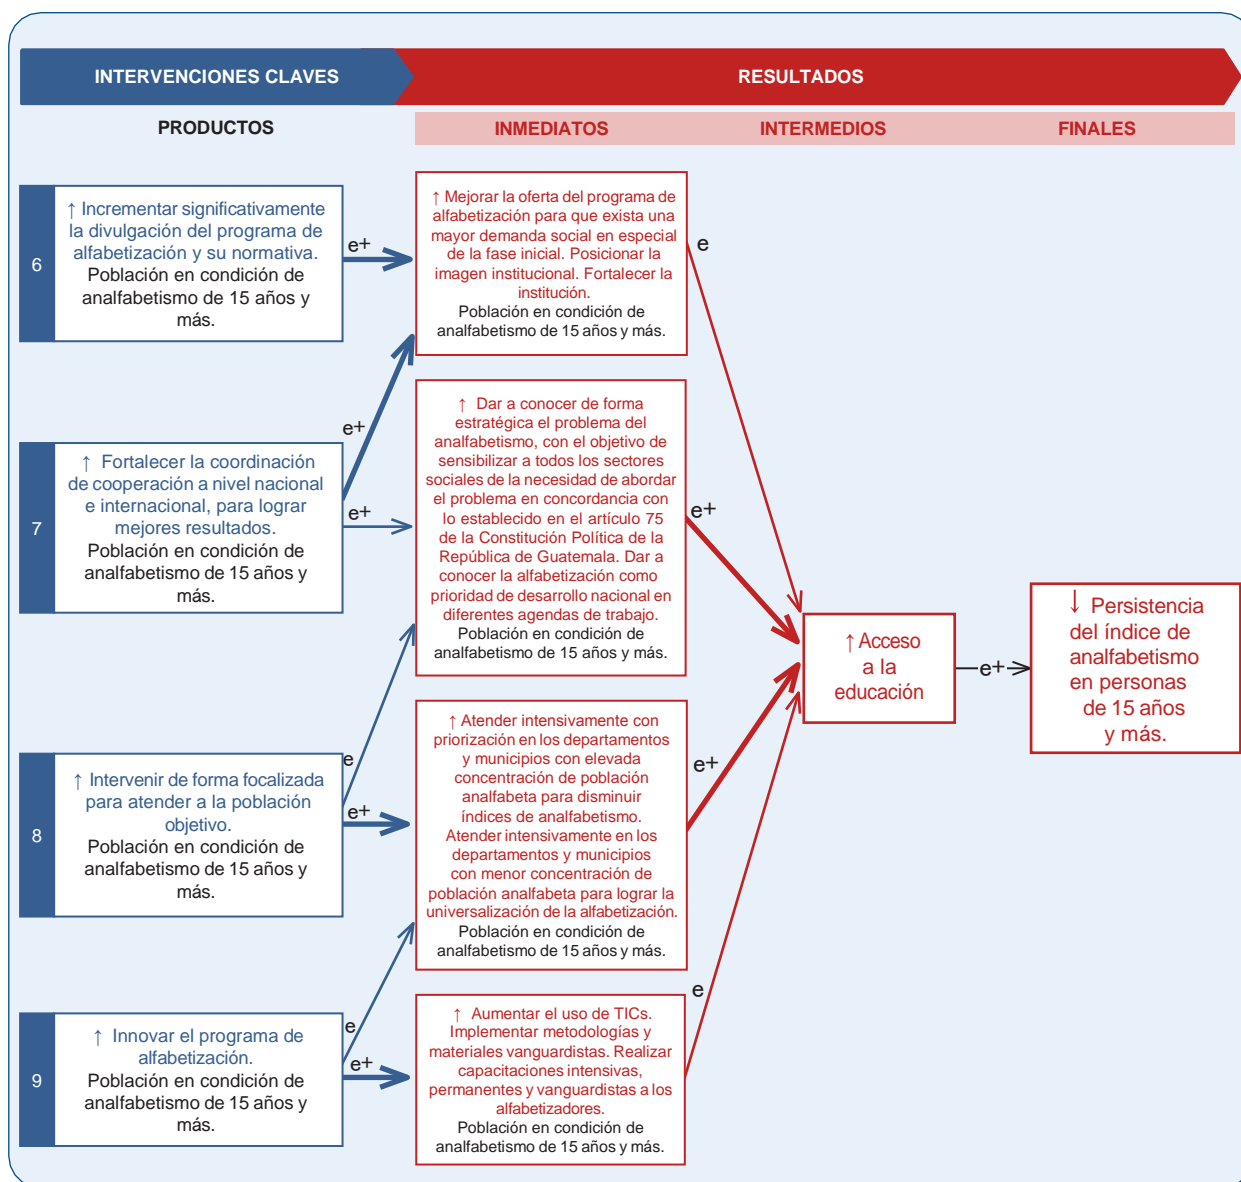 INTERVENCIONES CLAVES
RESULTADOS
PRODUCTOS
INMEDIATOS
INTERMEDIOS
FINALES
6
↑ Incrementar significativamente
la divulgación del programa de
alfabetización y su normativa.
Población en condición de
analfabetismo de 15 años y
más.
e+
↑ Mejorar la oferta del programa de
alfabetización para que exista una
mayor demanda social en especial
de la fase inicial. Posicionar la
imagen institucional. Fortalecer la
institución.
Población en condición de
analfabetismo de 15 años y más.
e
7
↑ Fortalecer la coordinación
de cooperación a nivel nacional
e internacional, para lograr
mejores resultados.
Población en condición de
analfabetismo de 15 años y
más.
e+
e+
↑ Dar a conocer de forma
estratégica el problema del
analfabetismo, con el objetivo de
sensibilizar a todos los sectores
sociales de la necesidad de abordar
el problema en concordancia con
lo establecido en el artículo 75
de la Constitución Política de la
República de Guatemala. Dar a
conocer la alfabetización como
prioridad de desarrollo nacional en
diferentes agendas de trabajo.
Población en condición de
analfabetismo de 15 años y más.
e+
8
↑ Intervenir de forma focalizada
para atender a la población
objetivo.
Población en condición de
analfabetismo de 15 años y
más.
e
e+
↑ Atender intensivamente con
priorización en los departamentos
y municipios con elevada
concentración de población
analfabeta para disminuir
índices de analfabetismo.
Atender intensivamente en los
departamentos y municipios
con menor concentración de
población analfabeta para lograr la
universalización de la alfabetización.
Población en condición de
analfabetismo de 15 años y más.
e+
9
↑ Innovar el programa de
alfabetización.
Población en condición de
analfabetismo de 15 años y
más.
e
e+
↑ Aumentar el uso de TICs.
Implementar metodologías y
materiales vanguardistas. Realizar
capacitaciones intensivas,
permanentes y vanguardistas a los
alfabetizadores.
Población en condición de
analfabetismo de 15 años y más.
e
↑ Acceso
a la
educación
e+
↓ Persistencia
del índice de
analfabetismo
en personas
de 15 años
y más.